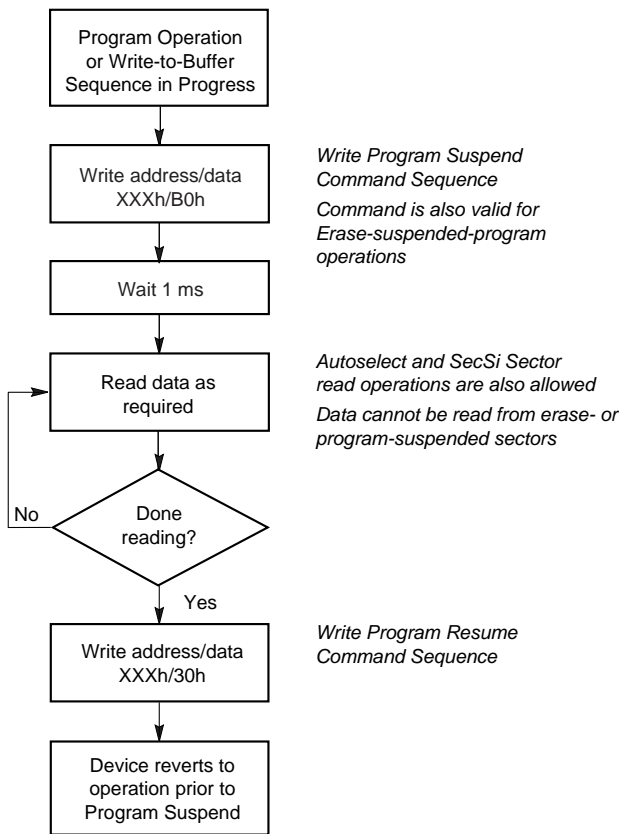 Program Operation
or Write-to-Buffer
Sequence in Progress
Write address/data
XXXh/B0h
Write Program Suspend
Command Sequence
Command is also valid for
Erase-suspended-program
operations
Wait 1 ms
Read data as
required
Autoselect and SecSi Sector
read operations are also allowed
Data cannot be read from erase- or
program-suspended sectors
Done
reading?
No
Yes
Write address/data
XXXh/30h
Write Program Resume
Command Sequence
Device reverts to
operation prior to
Program Suspend